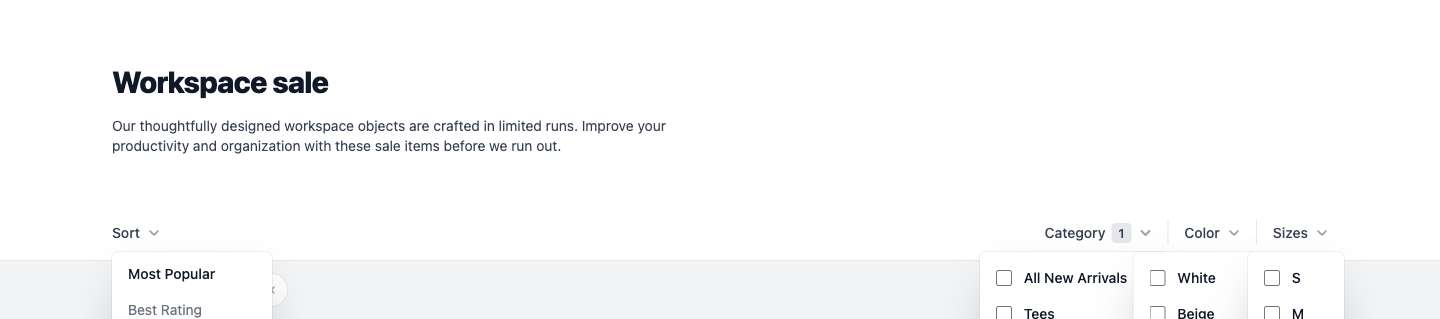 Workspace sale
Our thoughtfully designed workspace objects are crafted in limited runs. Improve your
productivity and organization with these sale items before we run out.
Sort
Category 1
Color
Sizes
Most Popular
Best Rating
All New Arrivals
Tees
White
Beige
S
M